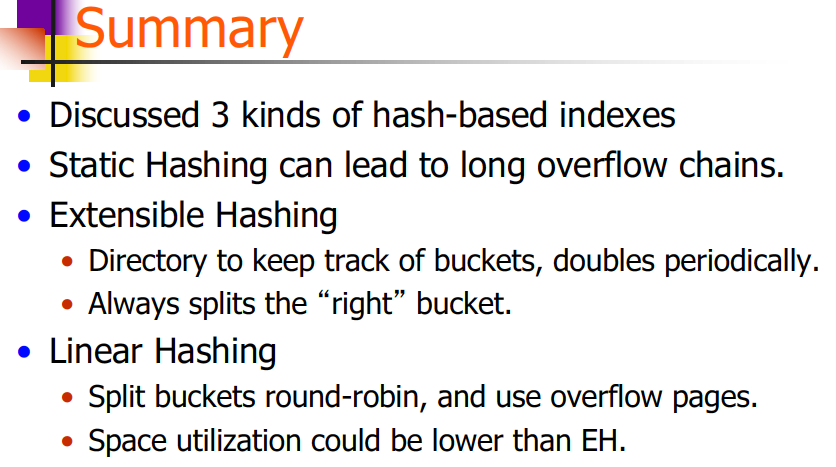 Summary
• Discussed 3 kinds of hash-based indexes
• Static Hashing can lead to long overflow chains.
• Extensible Hashing
• Directory to keep track of buckets, doubles periodically.
• Always splits the “right” bucket.
• Linear Hashing
• Split buckets round-robin, and use overflow pages.
• Space utilization could be lower than EH.